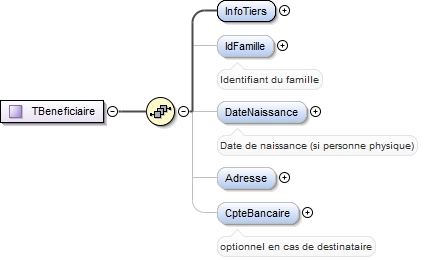 InfoTiers
IdFamille
Identifiant du famille
TBeneficiaire
DateNaissance
Date de naissance (si personne physique)
Adresse
CpteBancaire
optionnel en cas de destinataire